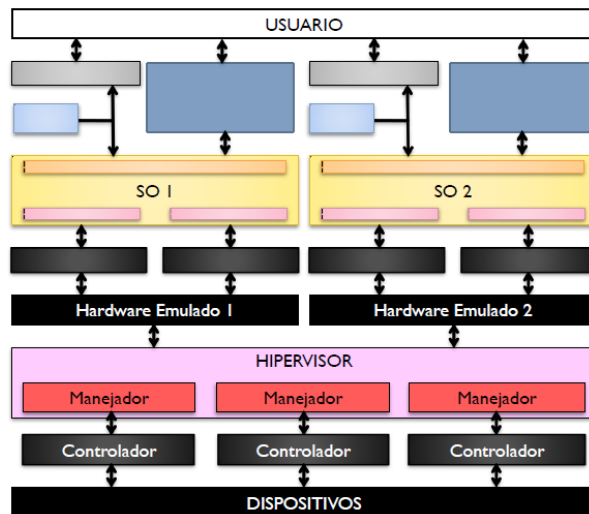 USUARIO
SO 1 SO 2
Hardware Emulado 1 Hardware Emulado 2
HIPERVISOR
Manejador Manejador Manejador
Controlador Controlador Controlador
DISPOSITIVOS